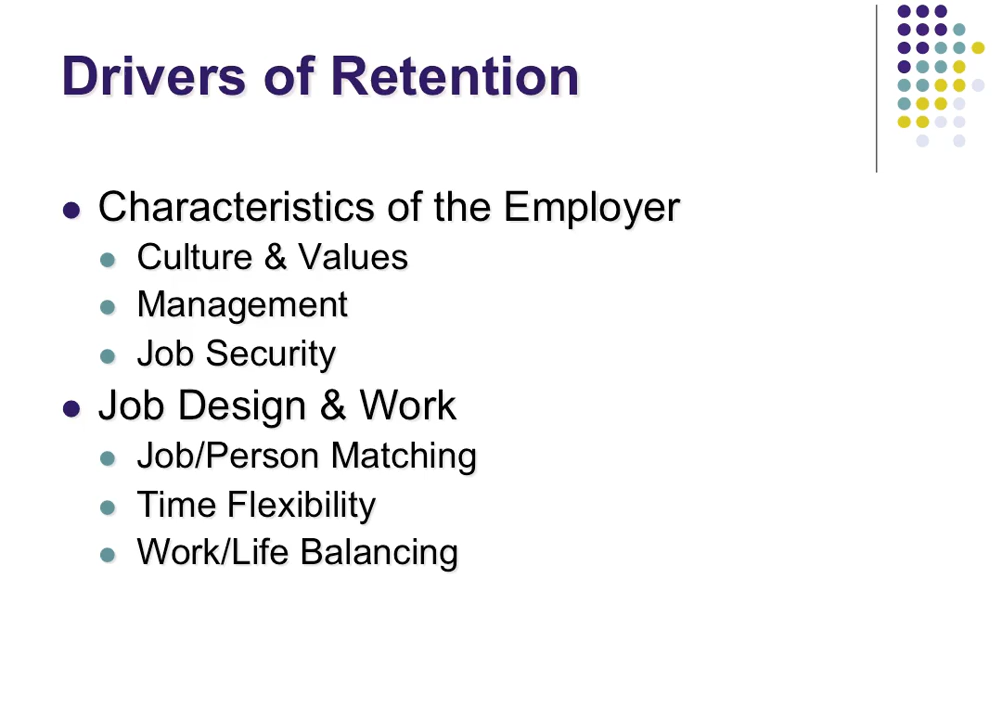 Drivers of Retention
Characteristics of the Employer
Culture & Values
Management
Job Security
Job Design & Work
Job/Person Matching
Time Flexibility
Work/Life Balancing